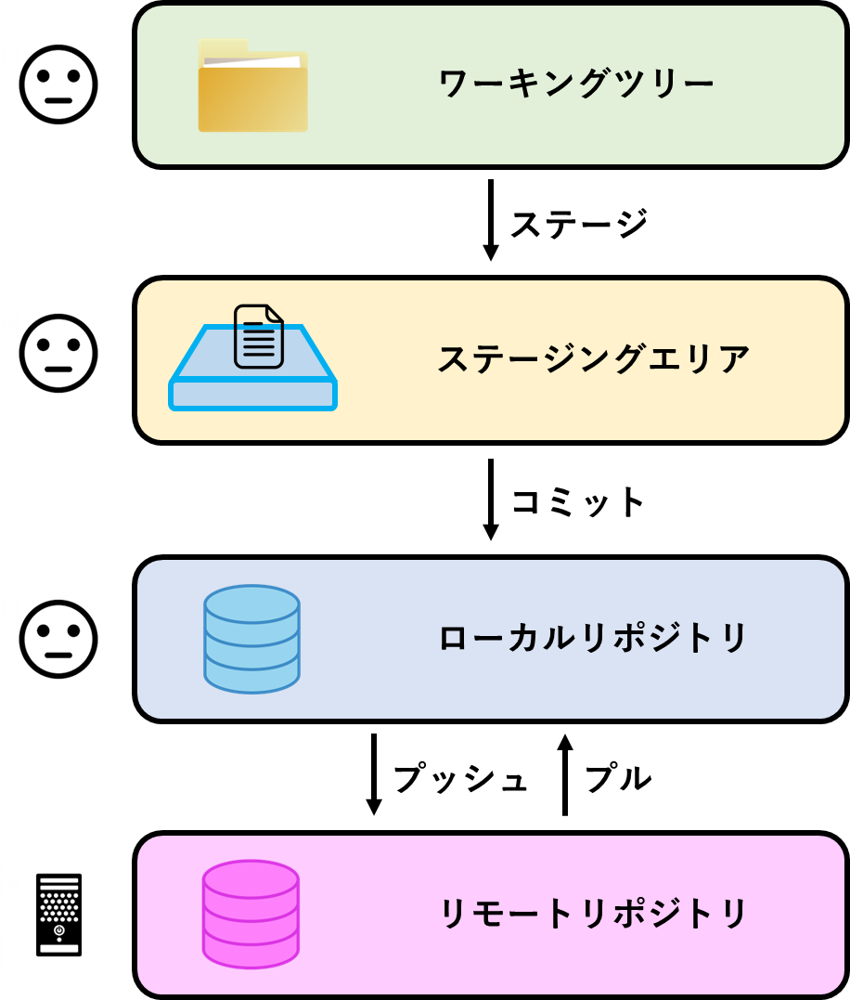 ワーキングツリー
ステージ
ステージングエリア
コミット
ローカルリポジトリ
プッシュ
プル
リモートリポジトリ